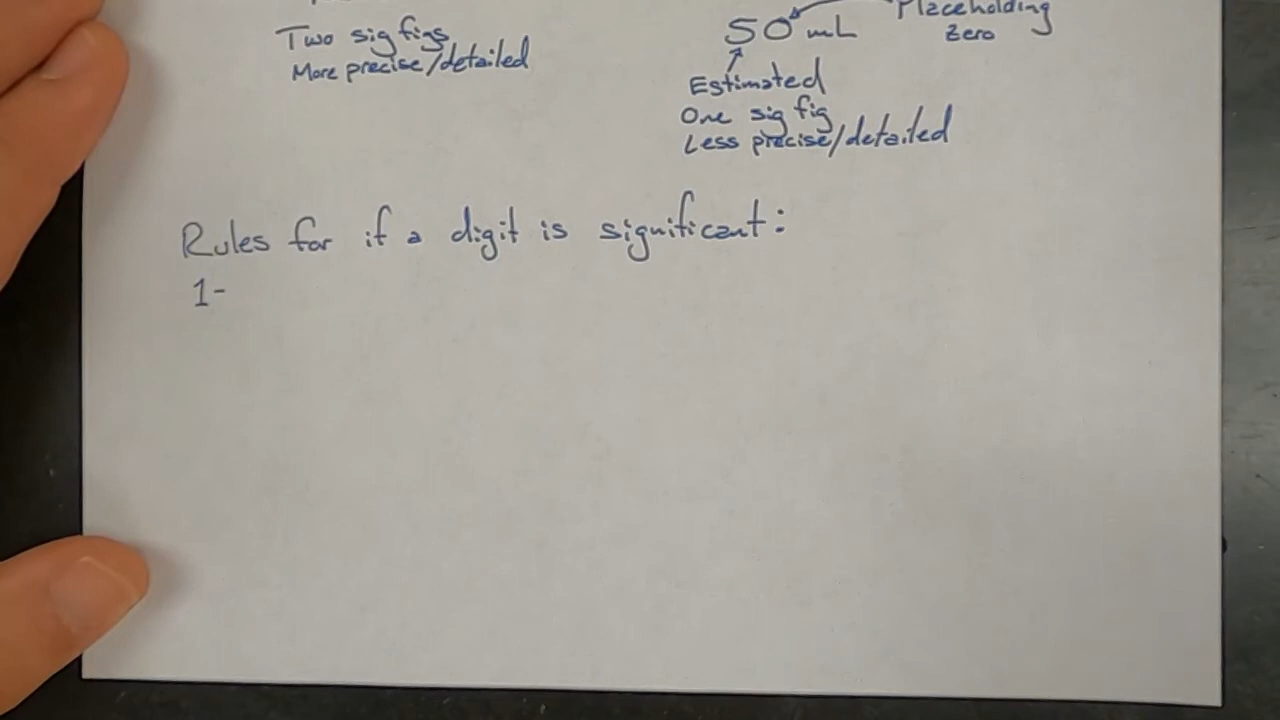 Two sig figs
More precise/detailed
Placeholding
Zero
50 mL
Estimated
One sig fig
Less precise/detailed
Rules for if a digit is significant:
1-